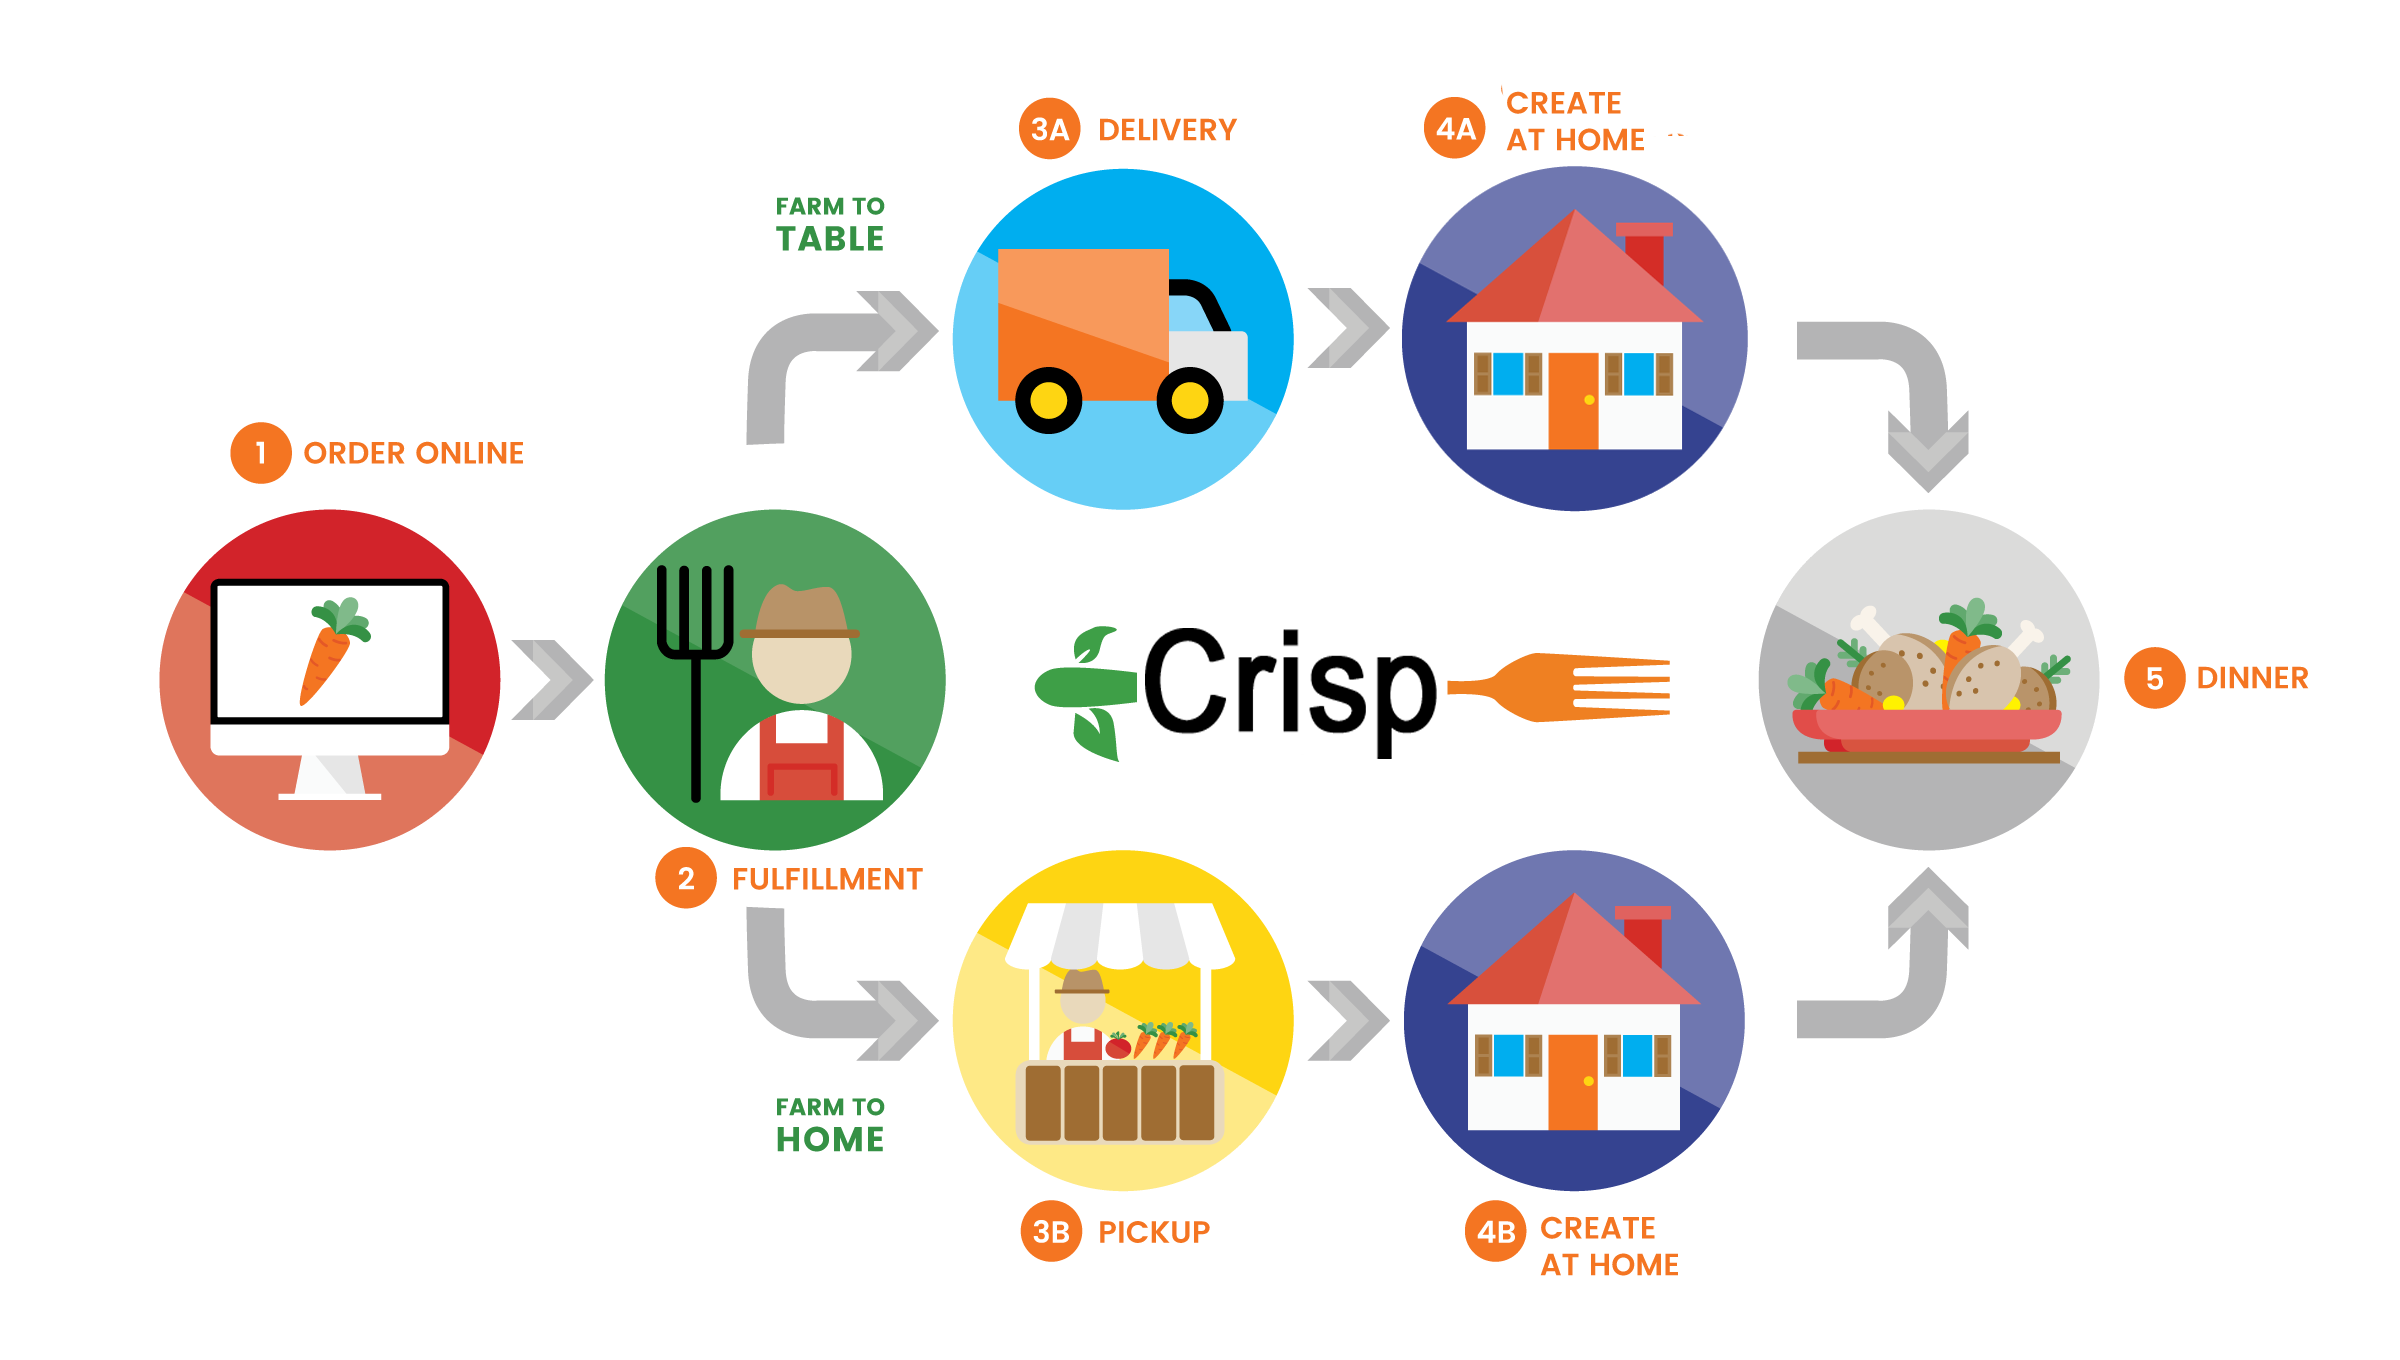 1 ORDER ONLINE
2 FULFILLMENT
FARM TO
TABLE
3A DELIVERY
4A CREATE
AT HOME
Crisp
FARM TO
HOME
3B PICKUP
4B CREATE
AT HOME
5 DINNER